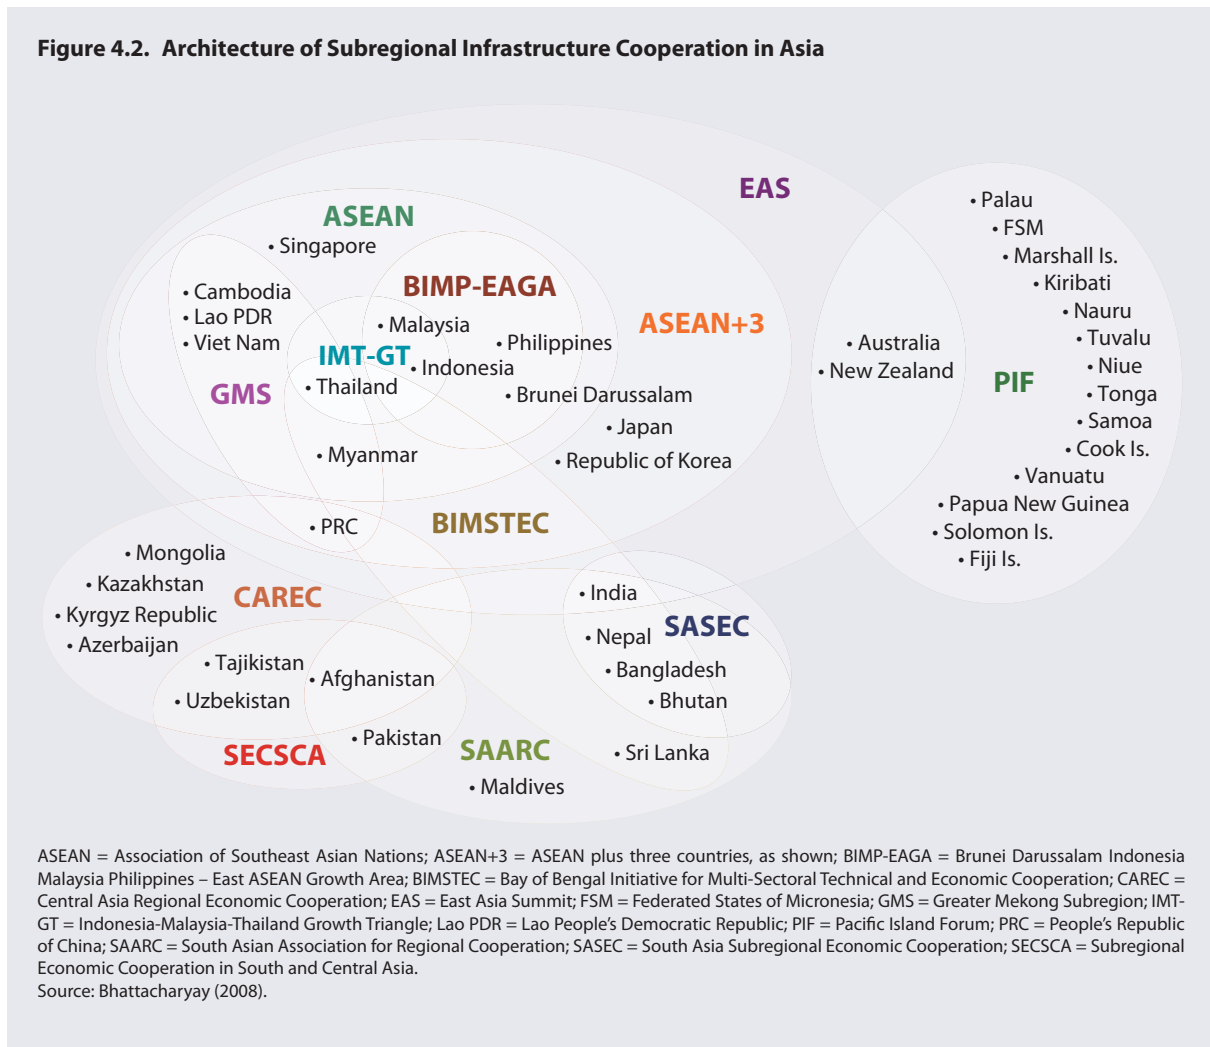 Figure 4.2. Architecture of Subregional Infrastructure Cooperation in Asia
EAS
ASEAN
• Singapore
BIMP-EAGA
• Cambodia
• Lao PDR
• Viet Nam
• Malaysia
ASEAN+3
• Philippines
IMT-GT
• Indonesia
• Thailand
GMS
• Brunei Darussalam
• Japan
• Myanmar
• Republic of Korea
• PRC
BIMSTEC
• Australia
• New Zealand
PIF
• Palau
• FSM
• Marshall Is.
• Kiribati
• Nauru
• Tuvalu
• Niue
• Tonga
• Samoa
• Cook Is.
• Vanuatu
• Papua New Guinea
• Solomon Is.
• Fiji Is.
• Mongolia
• Kazakhstan
CAREC
• Kyrgyz Republic
• Azerbaijan
• Tajikistan
• Afghanistan
• Uzbekistan
• Pakistan
SECSCA
SAARC
• Maldives
• India
SASEC
• Nepal
• Bangladesh
• Bhutan
• Sri Lanka
ASEAN = Association of Southeast Asian Nations; ASEAN+3 = ASEAN plus three countries, as shown; BIMP-EAGA = Brunei Darussalam Indonesia
Malaysia Philippines – East ASEAN Growth Area; BIMSTEC = Bay of Bengal Initiative for Multi-Sectoral Technical and Economic Cooperation; CAREC =
Central Asia Regional Economic Cooperation; EAS = East Asia Summit; FSM = Federated States of Micronesia; GMS = Greater Mekong Subregion; IMT-
GT = Indonesia-Malaysia-Thailand Growth Triangle; Lao PDR = Lao People's Democratic Republic; PIF = Pacific Island Forum; PRC = People's Republic
of China; SAARC = South Asian Association for Regional Cooperation; SASEC = South Asia Subregional Economic Cooperation; SECSCA = Subregional
Economic Cooperation in South and Central Asia.
Source: Bhattacharyay (2008).